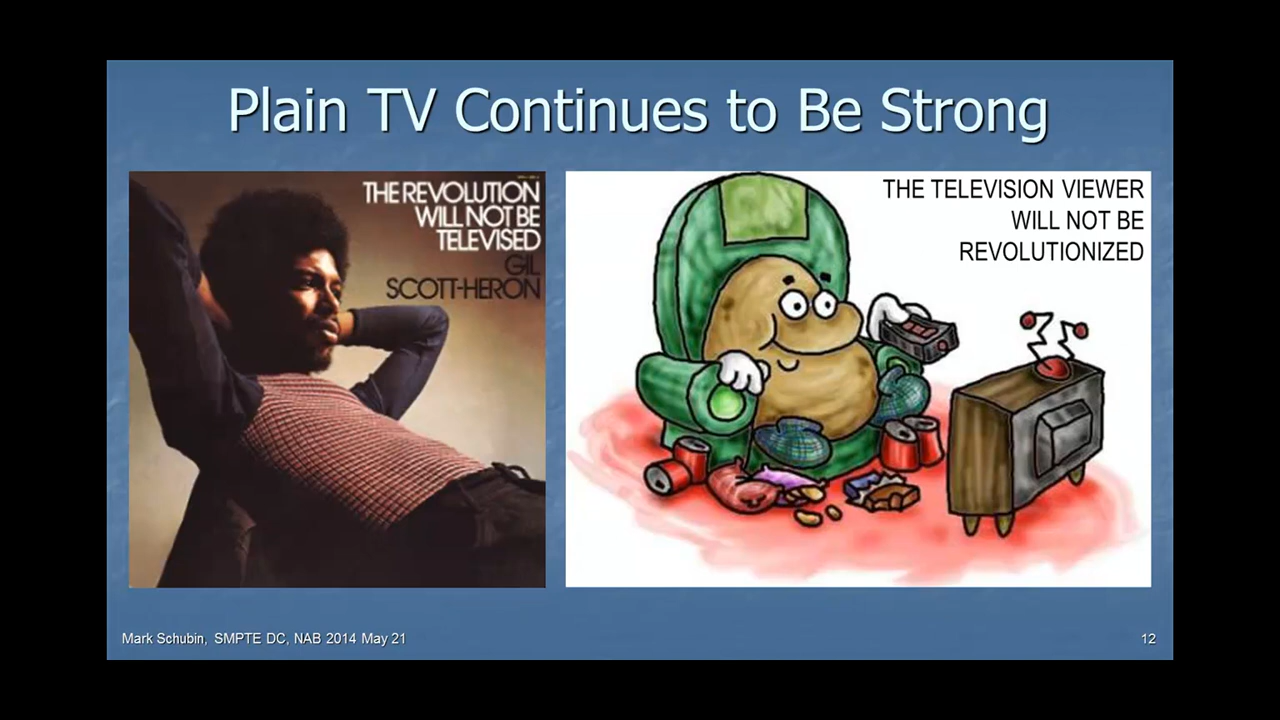 Plain TV Continues to Be Strong
THE REVOLUTION
WILL NOT BE
TELEVISED
GIL
SCOTT-HERON
THE TELEVISION VIEWER
WILL NOT BE
REVOLUTIONIZED
Mark Schubin, SMPTE DC, NAB 2014 May 21
12